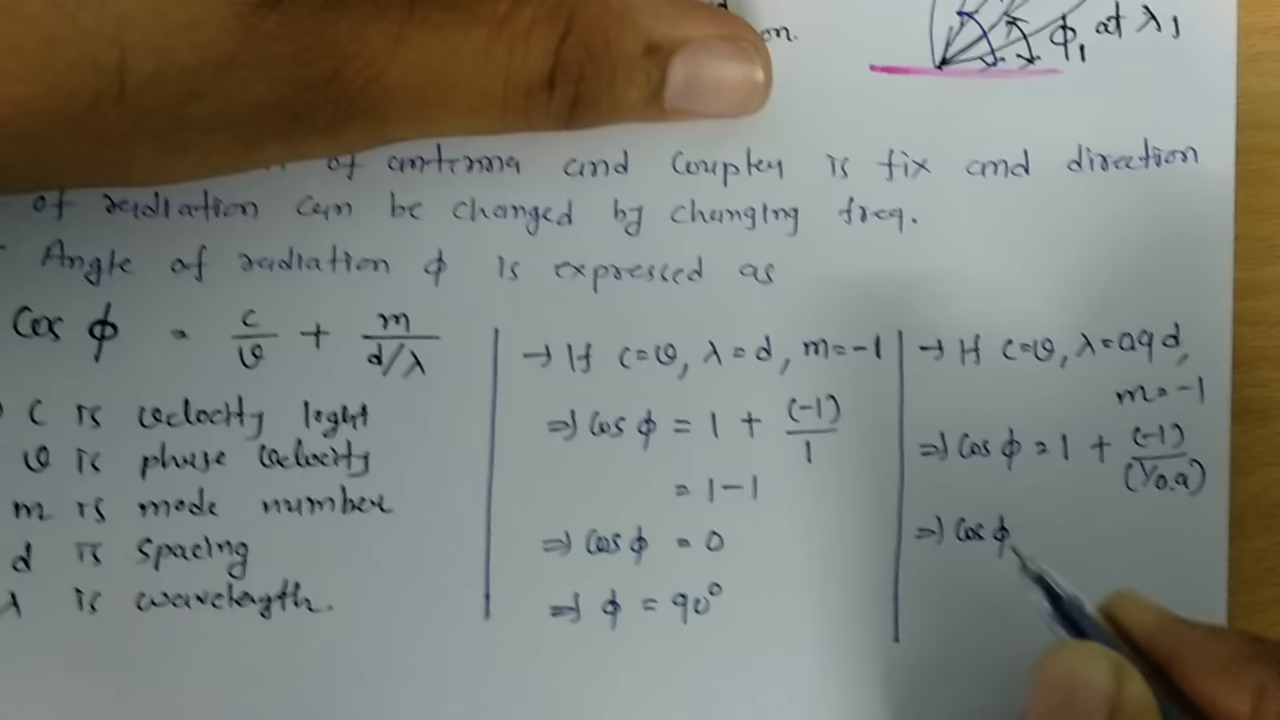 on.
ϕ₁ at λ₁
of antenna and Coupley is fix and direction
of radiation can be changed by changing freq.
- Angle of radiation ϕ is expressed as
Cos ϕ = c/v + m/(d/λ)
C is velocity light
v is phase velocity
m is mode number
d is spacing
λ is wavelength.
→ If c=v, λ=d, m=-1
⇒ cos ϕ = 1 + (-1)/1
= 1-1
⇒ cos ϕ = 0
⇒ ϕ = 90°
→ If c=v, λ=0.9d,
m=-1
⇒ cos ϕ = 1 + (-1)/(1/0.9)
⇒ cos ϕ